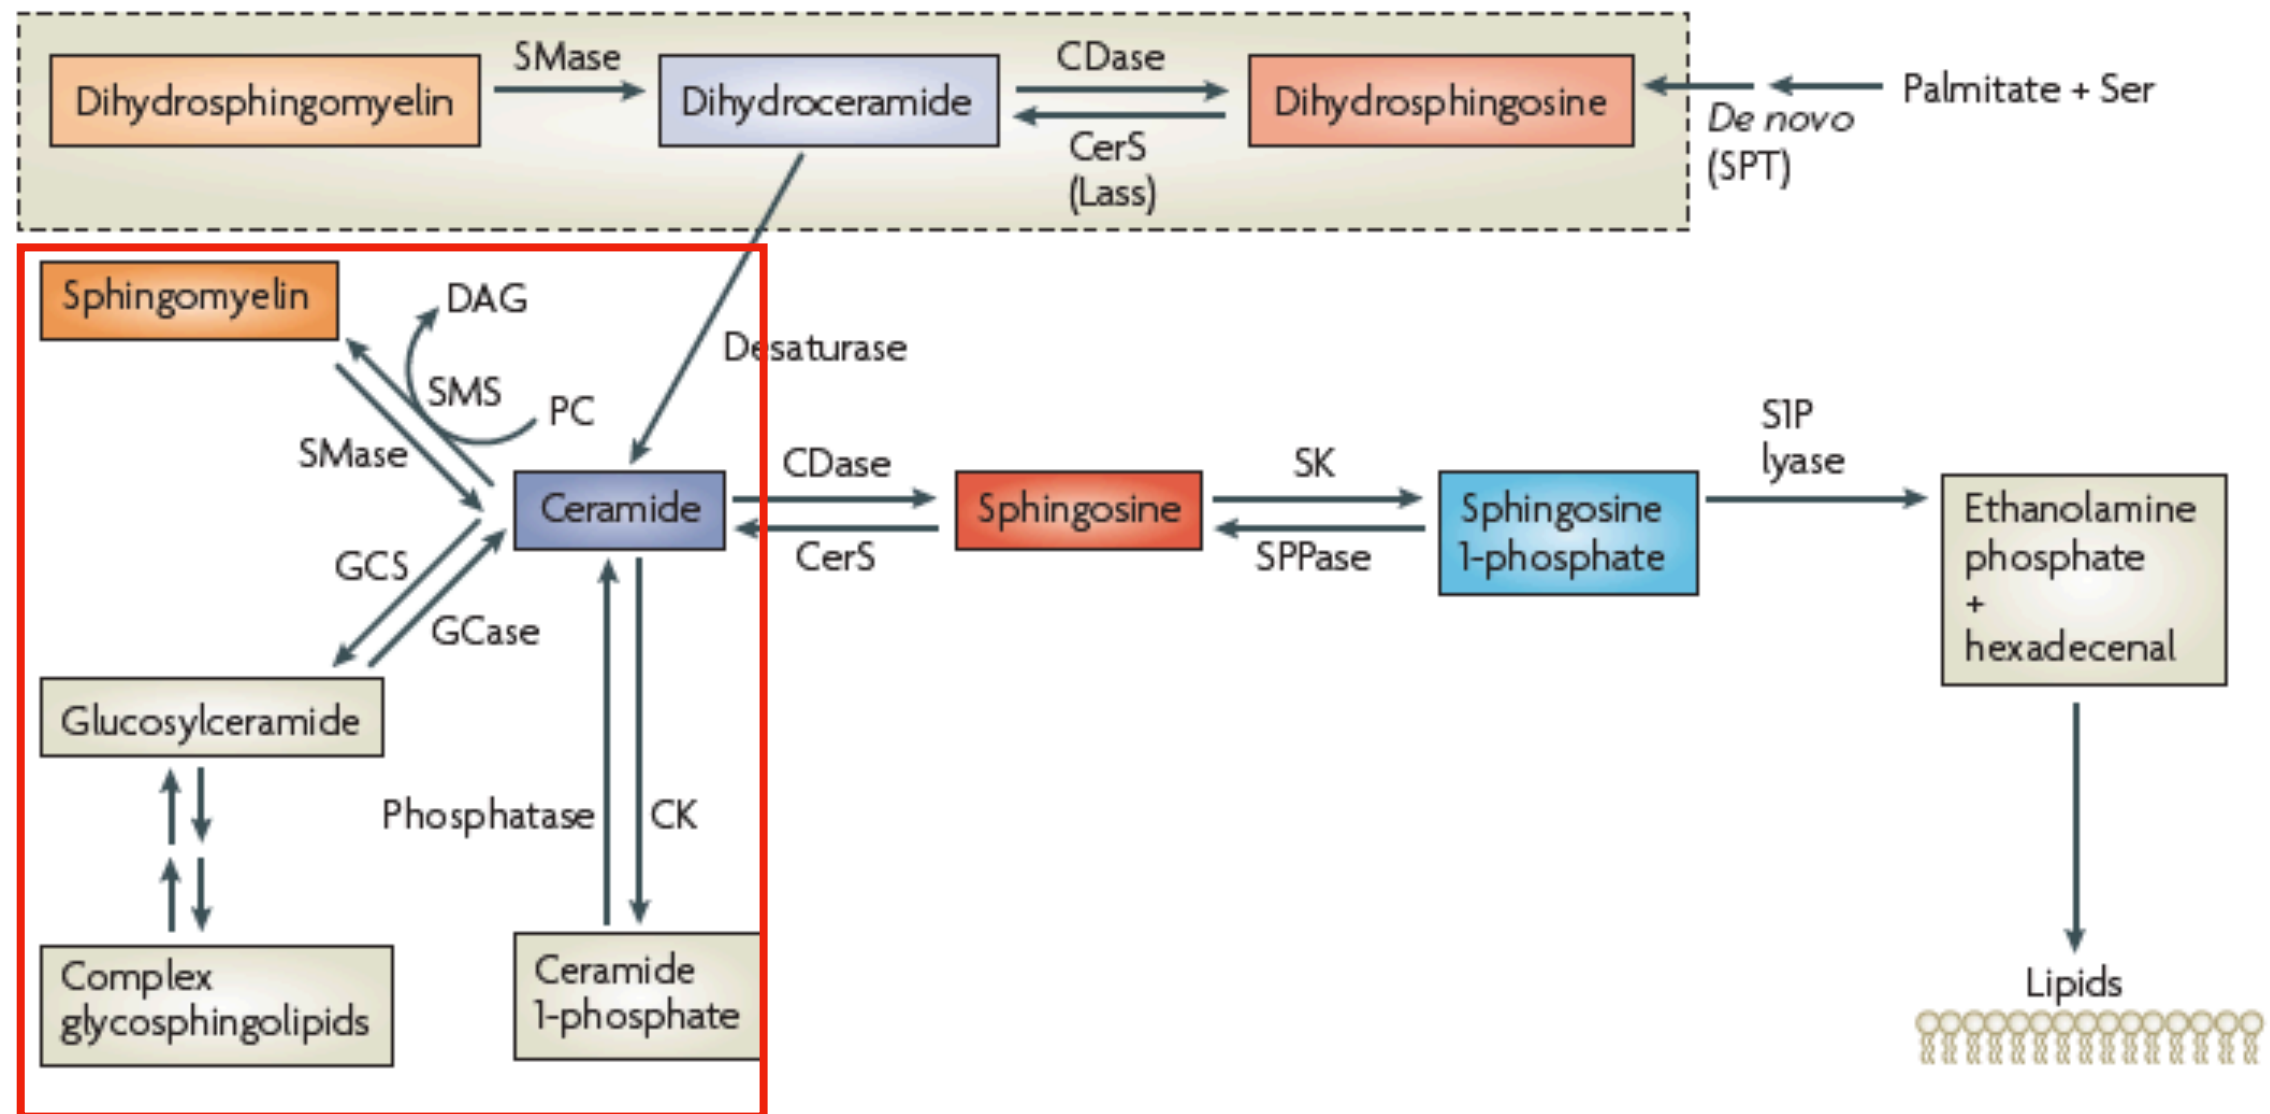 SMase
CDase
Dihydrosphingomyelin
Dihydroceramide
Dihydrosphingosine
Palmitate + Ser
De novo
(SPT)
CerS
(Lass)
Sphingomyelin
DAG
Desaturase
SMS
PC
SMase
CDase
SK
S1P
lyase
Ceramide
Sphingosine
Sphingosine
1-phosphate
Ethanolamine
phosphate
+
hexadecenal
CerS
SPPase
GCS
GCase
Glucosylceramide
Phosphatase
CK
Complex
glycosphingolipids
Ceramide
1-phosphate
Lipids